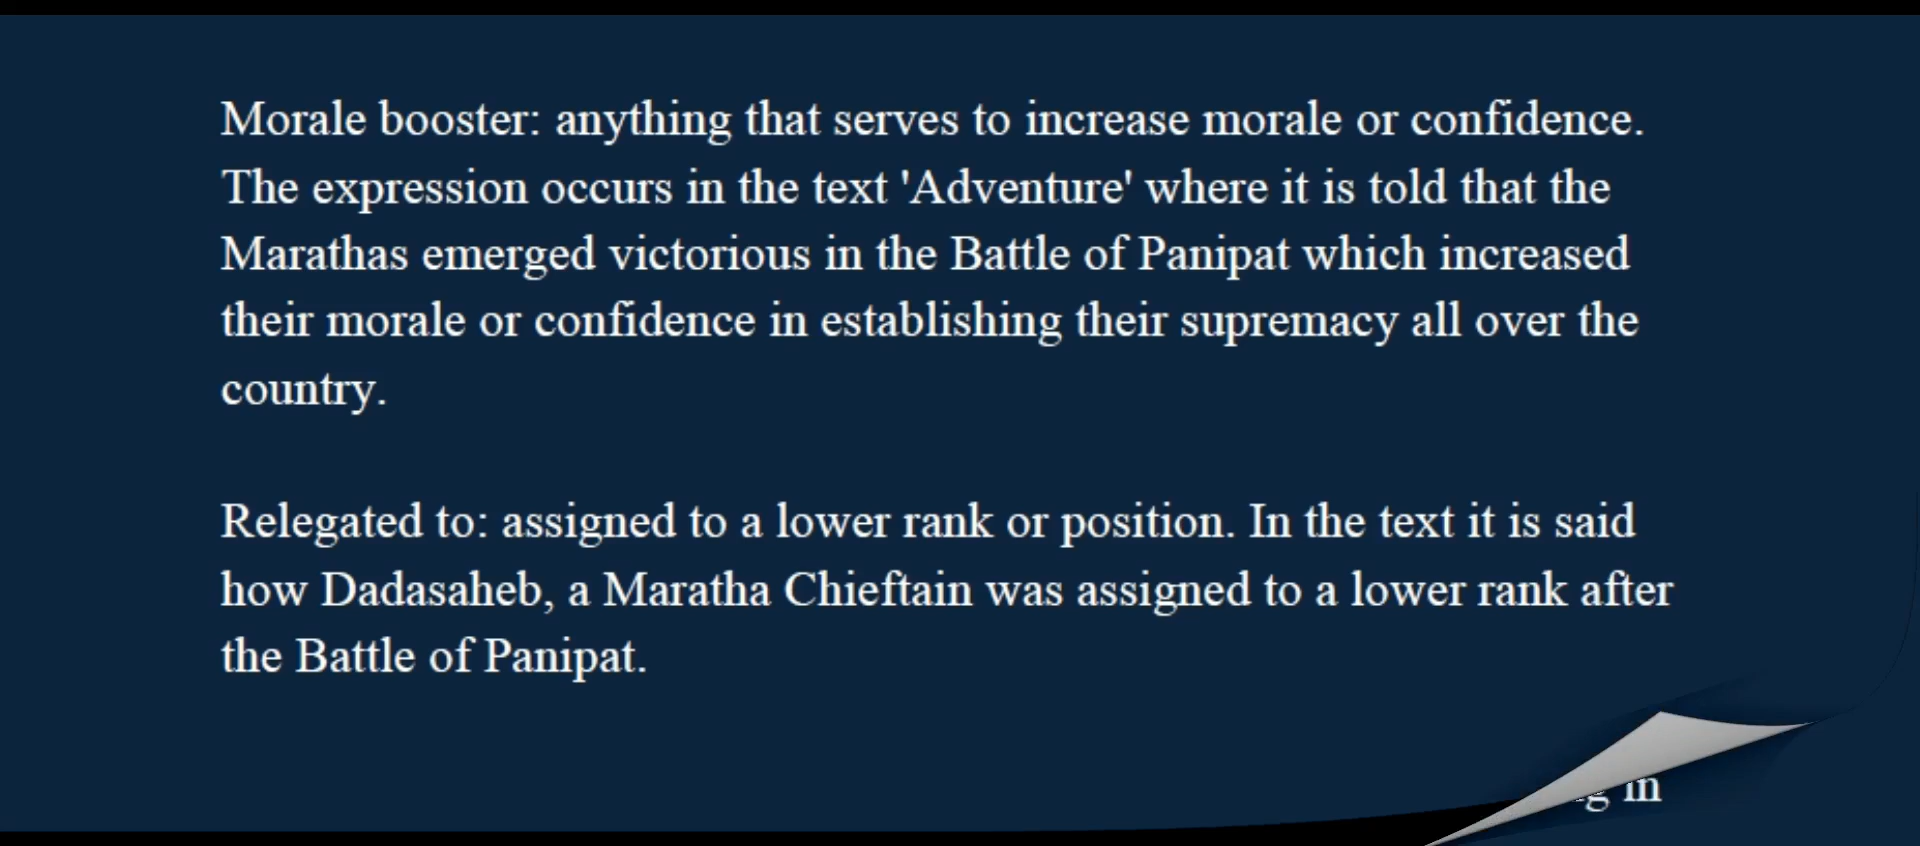 Morale booster: anything that serves to increase morale or confidence.
The expression occurs in the text 'Adventure' where it is told that the
Marathas emerged victorious in the Battle of Panipat which increased
their morale or confidence in establishing their supremacy all over the
country.
Relegated to: assigned to a lower rank or position. In the text it is said
how Dadasaheb, a Maratha Chieftain was assigned to a lower rank after
the Battle of Panipat.
in